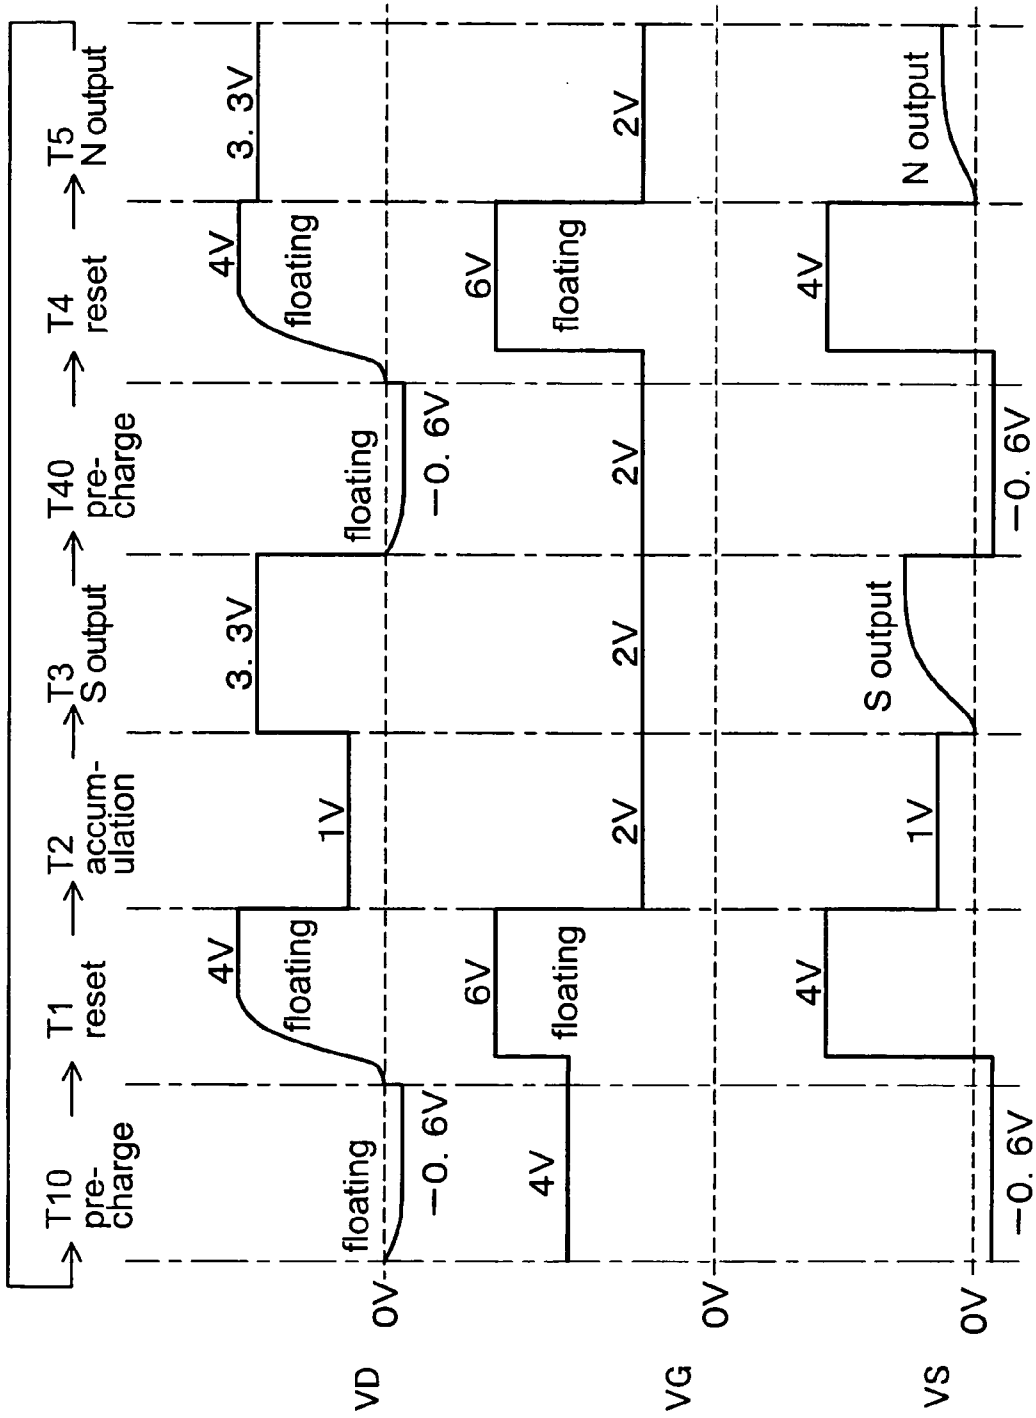 T10
pre-
charge
T1
reset
T2
accum-
ulation
T3
S output
T40
pre-
charge
T4
reset
T5
N output
VD
0V
floating
−0. 6V
4V
floating
1V
3. 3V
floating
−0. 6V
4V
floating
3. 3V
VG
0V
4V
6V
floating
2V
2V
2V
6V
floating
2V
VS
0V
−0. 6V
4V
1V
S output
−0. 6V
4V
N output